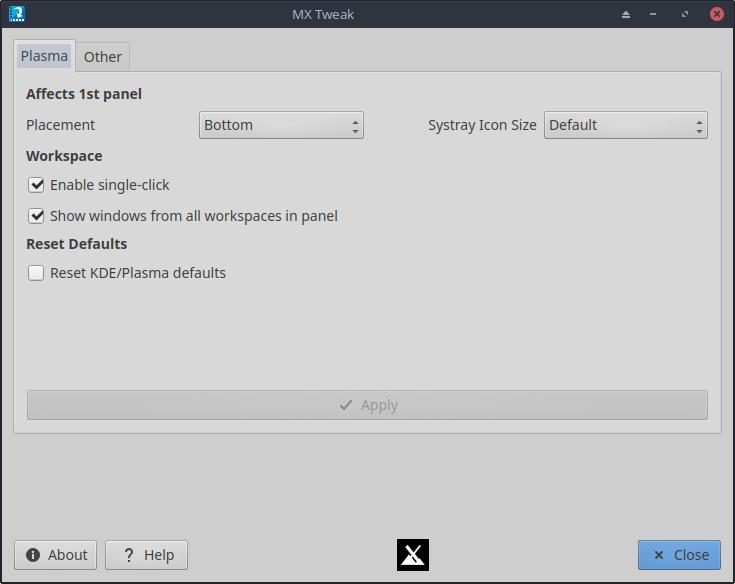 MX Tweak
Plasma Other
Affects 1st panel
Placement Bottom Systray Icon Size Default
Workspace
Enable single-click
Show windows from all workspaces in panel
Reset Defaults
Reset KDE/Plasma defaults
Apply
About ? Help Close